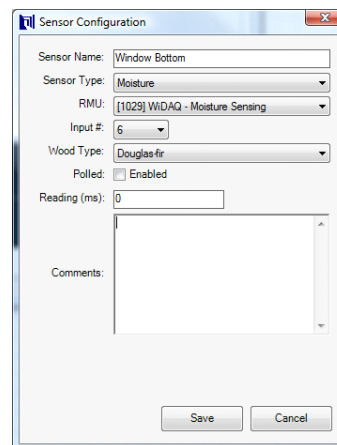 Sensor Configuration
Sensor Name: Window Bottom
Sensor Type: Moisture
RMU: [1029] WiDAQ - Moisture Sensing
Input #: 6
Wood Type: Douglas-fir
Polled: Enabled
Reading (ms): 0
Comments:
Save Cancel